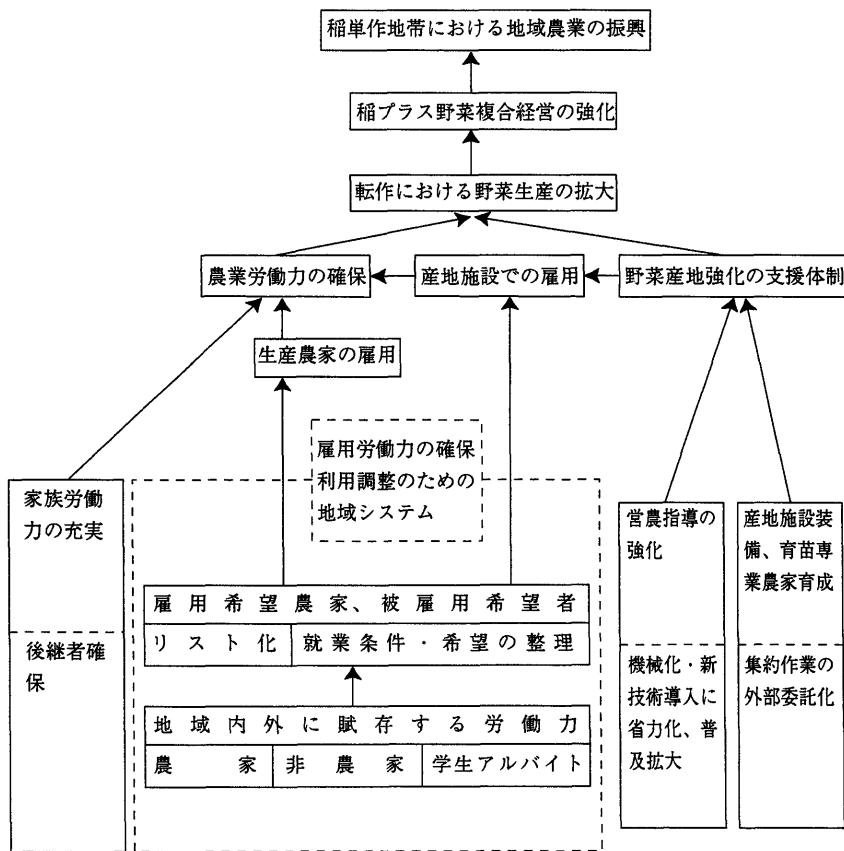 稲単作地帯における地域農業の振興
稲プラス野菜複合経営の強化
転作における野菜生産の拡大
農業労働力の確保
産地施設での雇用
野菜産地強化の支援体制
生産農家の雇用
雇用労働力の確保
利用調整のための
地域システム
家族労働
力の充実
後継者確
保
雇用希望農家、被雇用希望者
リスト化
就業条件・希望の整理
地域内外に賦存する労働力
農家
非農家
学生アルバイト
営農指導の
強化
機械化・新
技術導入に
省力化、普
及拡大
産地施設装
備、育苗専
業農家育成
集約作業の
外部委託化